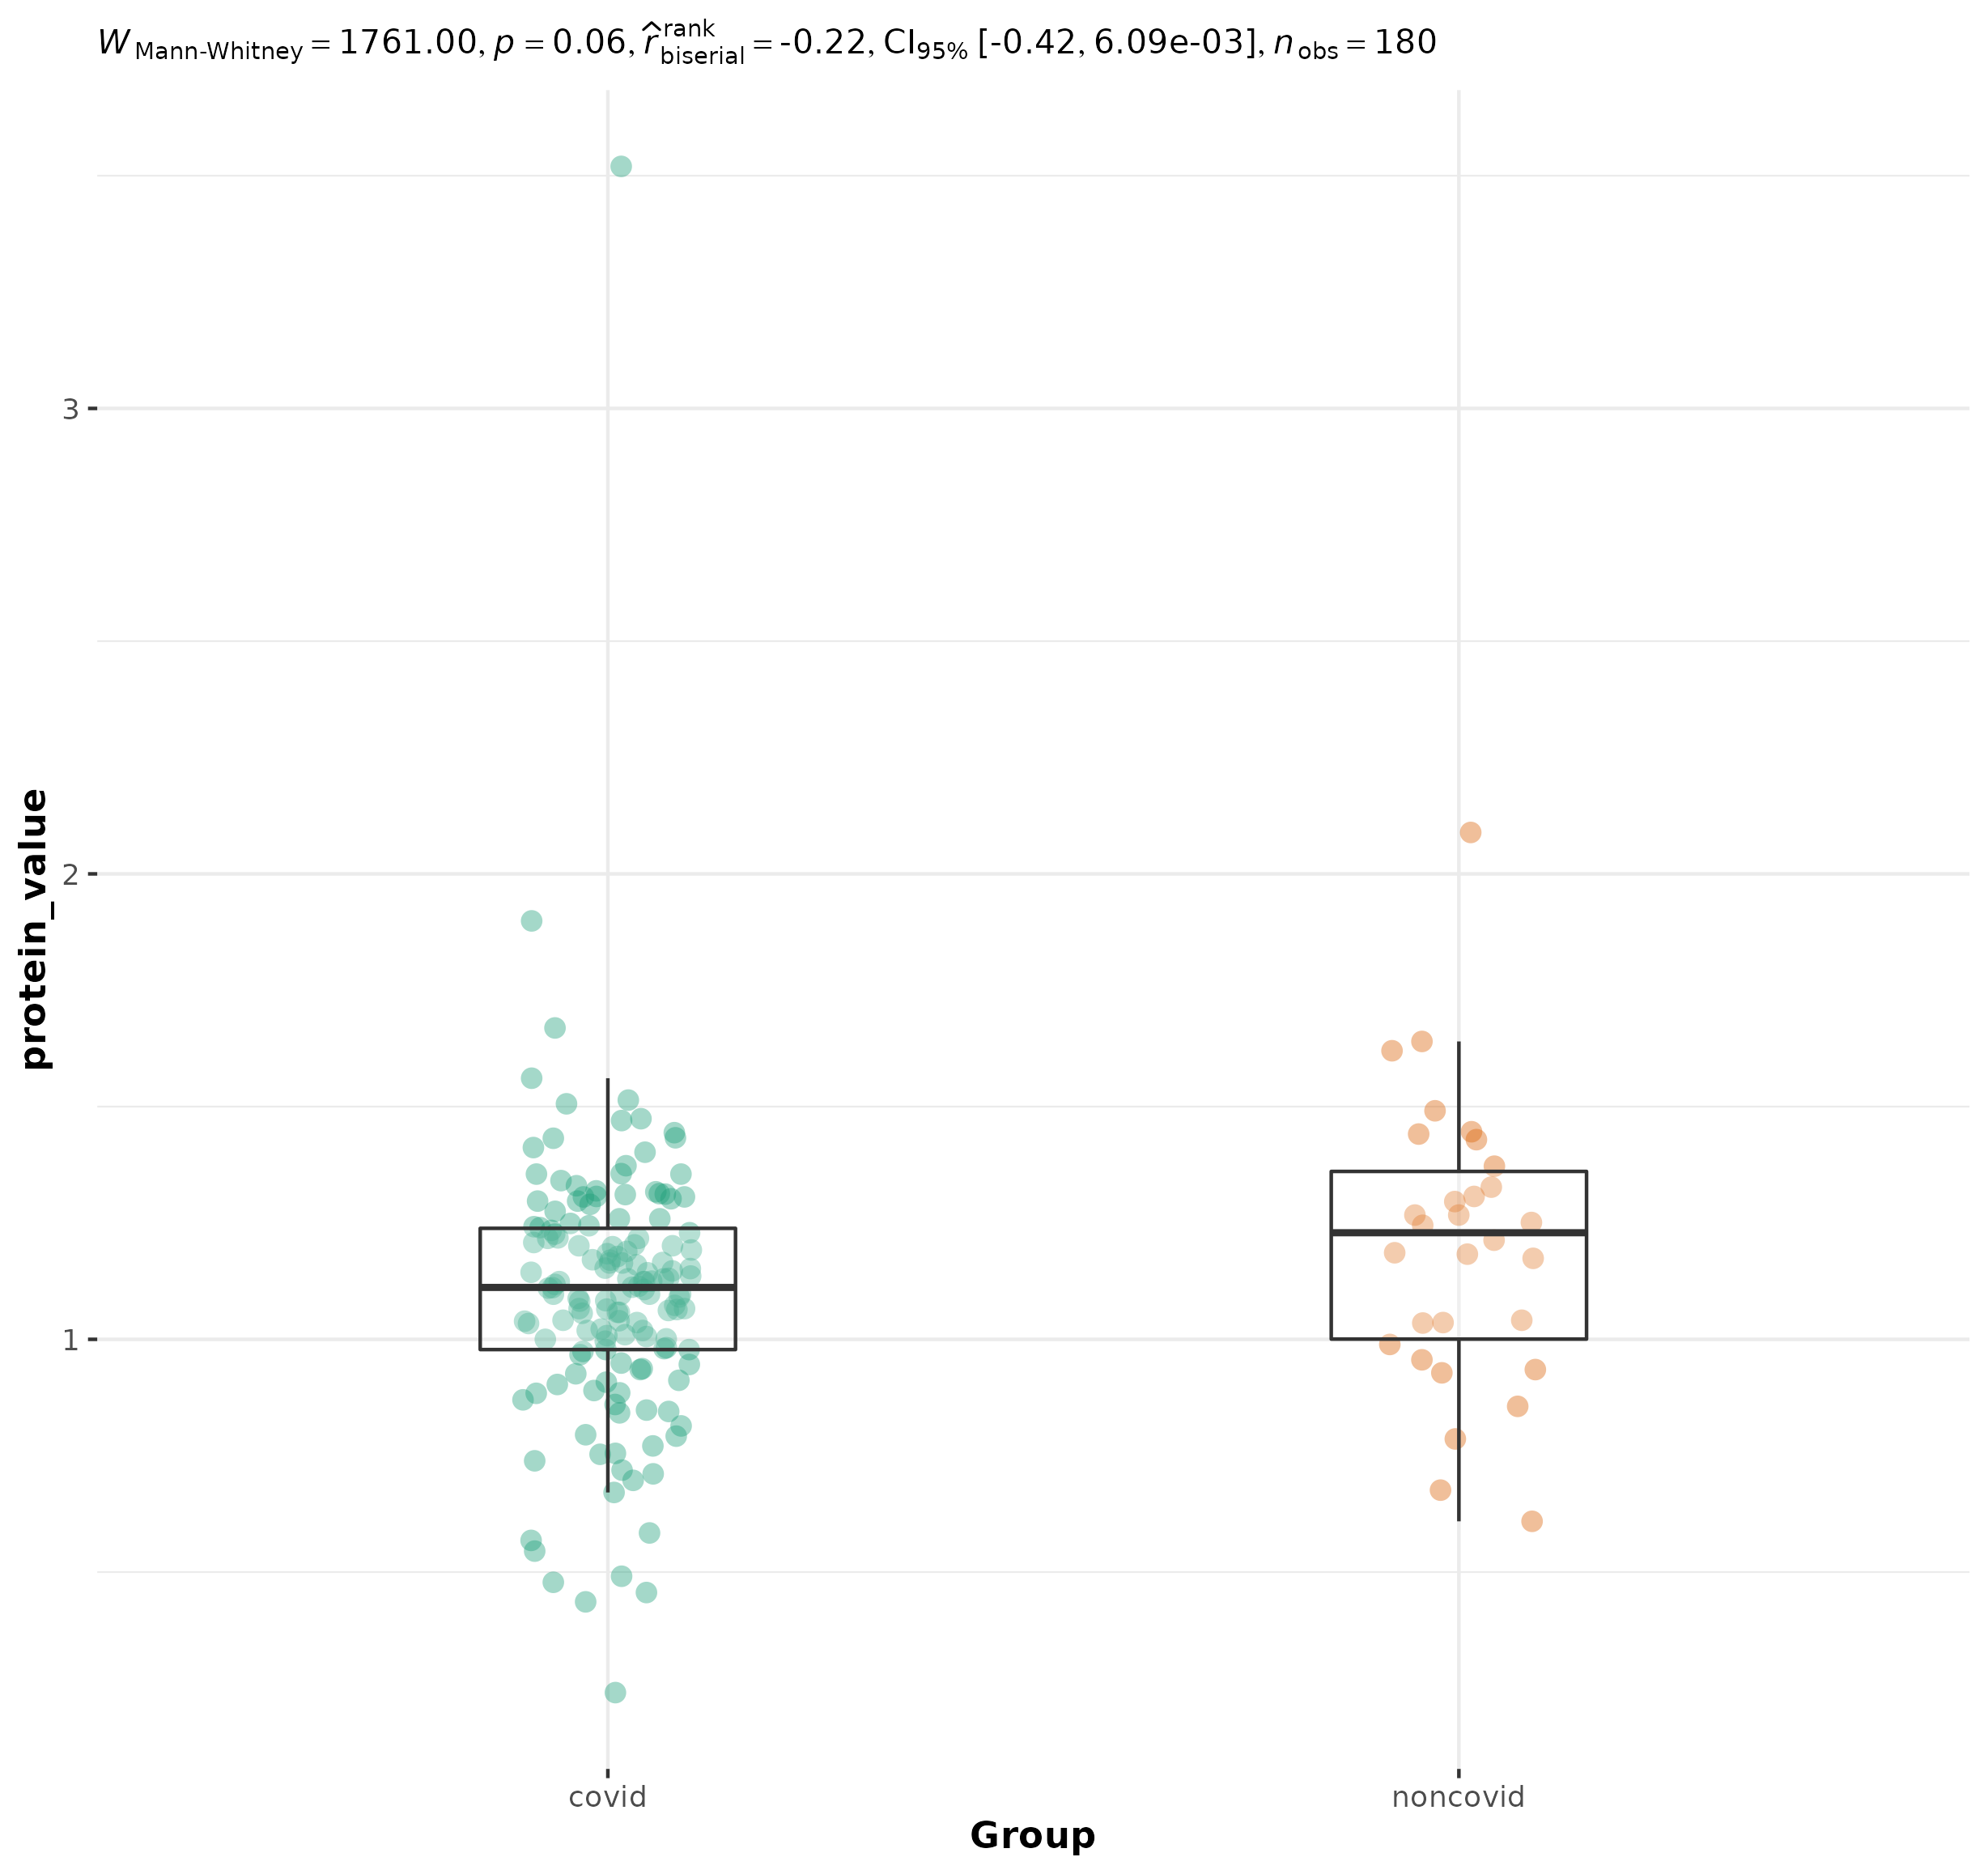 W Mann-Whitney = 1761.00, p = 0.06, r̂ rank biserial = -0.22, CI95% [-0.42, 6.09e-03], n obs = 180
3
2
1
protein_value
covid noncovid
Group